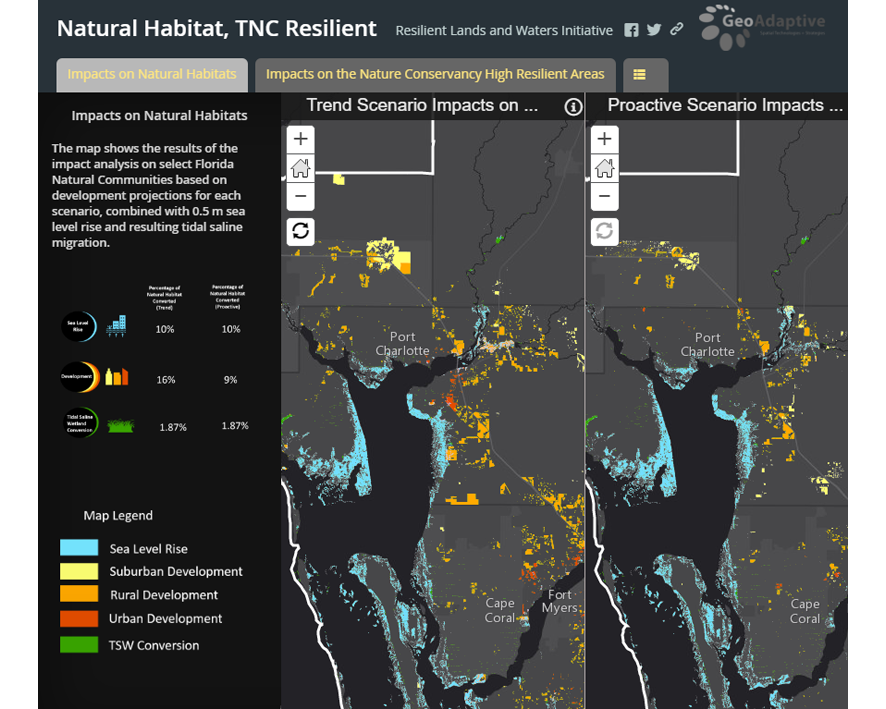 Natural Habitat, TNC Resilient
Resilient Lands and Waters Initiative
GeoAdaptive
Impacts on Natural Habitats
Impacts on the Nature Conservancy High Resilient Areas
Impacts on Natural Habitats
The map shows the results of the
impact analysis on select Florida
Natural Communities based on
development projections for each
scenario, combined with 0.5 m sea
level rise and resulting tidal saline
migration.
Percentage of
Natural Habitat
Converted
(Trend)
Percentage of
Natural Habitat
Converted
(Proactive)
Sea Level
Rise
10%
10%
Development
16%
9%
Tidal Saline
Wetland
Conversion
1.87%
1.87%
Map Legend
Sea Level Rise
Suburban Development
Rural Development
Urban Development
TSW Conversion
Trend Scenario Impacts on ...
+
−
Port
Charlotte
Cape
Coral
Fort
Myers
Proactive Scenario Impacts ...
+
−
Port
Charlotte
Cape
Coral